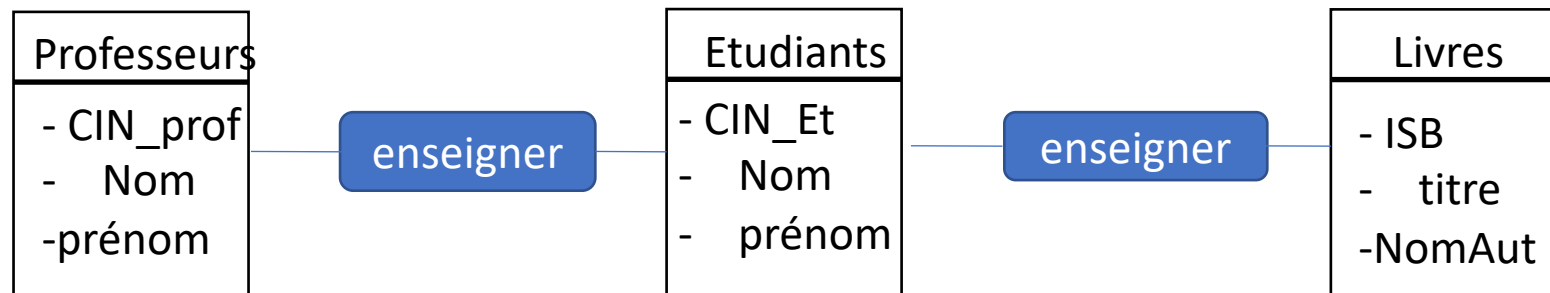 Professeurs
- CIN_prof
- Nom
-prénom
enseigner
Etudiants
- CIN_Et
- Nom
- prénom
enseigner
Livres
- ISB
- titre
-NomAut